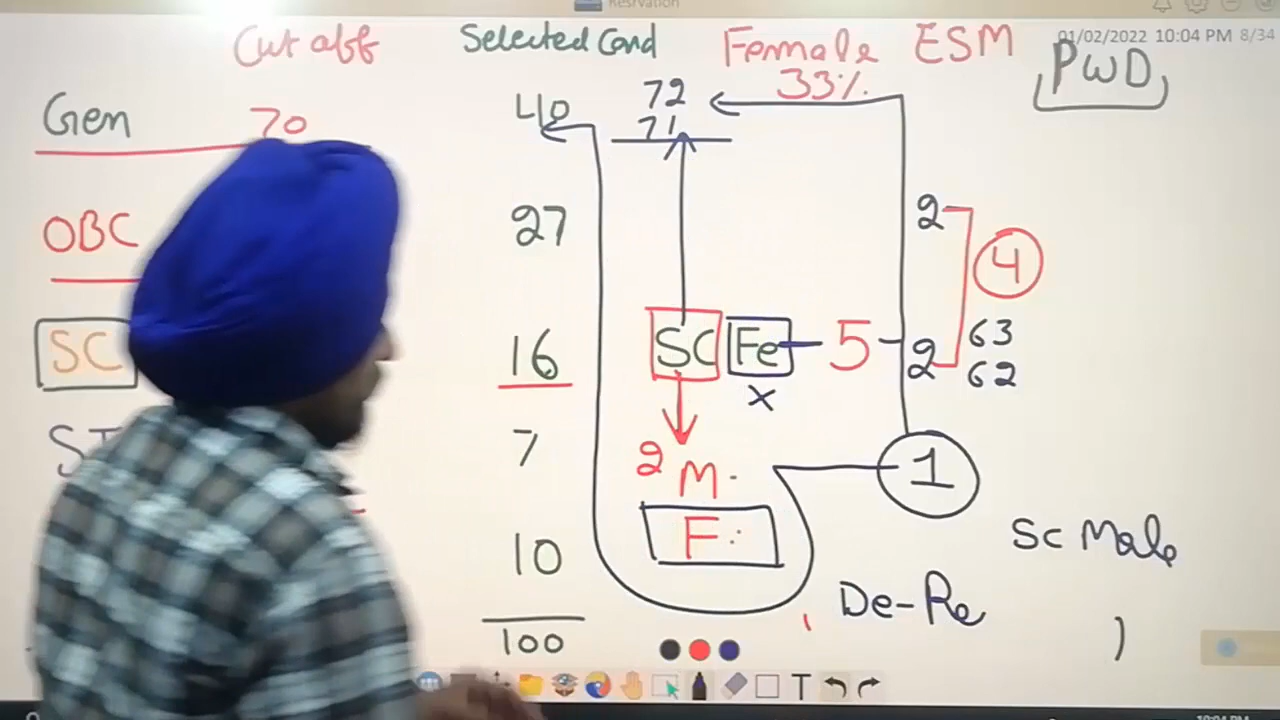 Resrvation
01/02/2022 10:04 PM 8/34
Cut off Selected Cand Female ESM PWD
33%
Gen 70 40 72
71
OBC 27 2
4
SC 16 SC Fe 5 2 63
62
X
ST 7 2 M 1
F
Sc Male
10 De-Re )
100
T